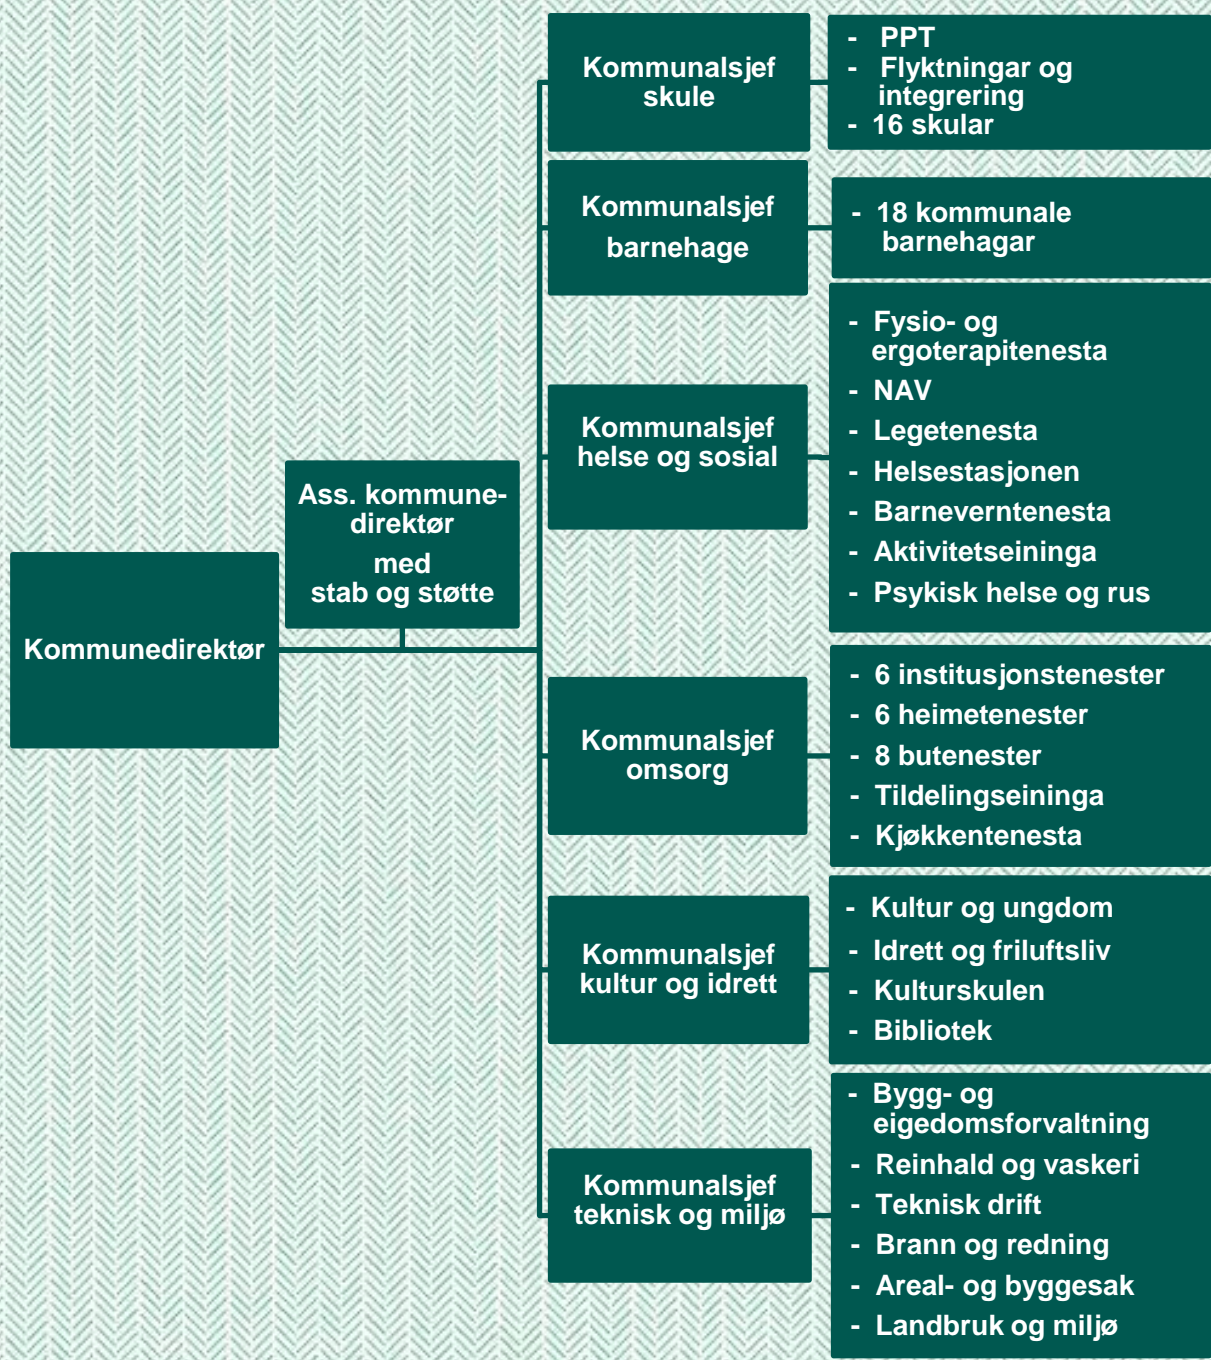 Kommunedirektør
Ass. kommune-
direktør
med
stab og støtte
Kommunalsjef
skule
- PPT
- Flyktningar og
integrering
- 16 skular
Kommunalsjef
barnehage
- 18 kommunale
barnehagar
Kommunalsjef
helse og sosial
- Fysio- og
ergoterapitenesta
- NAV
- Legetenesta
- Helsestasjonen
- Barneverntenesta
- Aktivitetseininga
- Psykisk helse og rus
Kommunalsjef
omsorg
- 6 institusjonstenester
- 6 heimetenester
- 8 butenester
- Tildelingseininga
- Kjøkkentenesta
Kommunalsjef
kultur og idrett
- Kultur og ungdom
- Idrett og friluftsliv
- Kulturskulen
- Bibliotek
Kommunalsjef
teknisk og miljø
- Bygg- og
eigedomsforvaltning
- Reinhald og vaskeri
- Teknisk drift
- Brann og redning
- Areal- og byggesak
- Landbruk og miljø